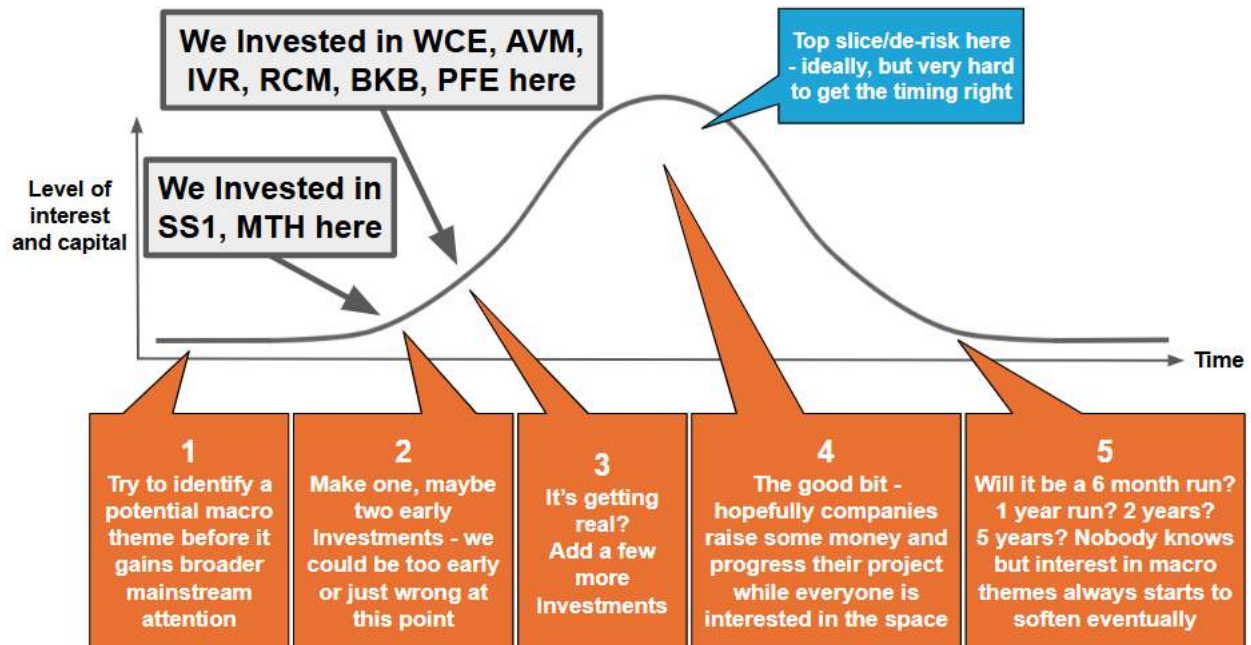 We Invested in WCE, AVM,
IVR, RCM, BKB, PFE here
Top slice/de-risk here
- ideally, but very hard
to get the timing right
We Invested in
SS1, MTH here
Level of
interest
and capital
Time
1
Try to identify a
potential macro
theme before it
gains broader
mainstream
attention
2
Make one, maybe
two early
Investments - we
could be too early
or just wrong at
this point
3
It's getting
real?
Add a few
more
Investments
4
The good bit -
hopefully companies
raise some money and
progress their project
while everyone is
interested in the space
5
Will it be a 6 month run?
1 year run? 2 years?
5 years? Nobody knows
but interest in macro
themes always starts to
soften eventually